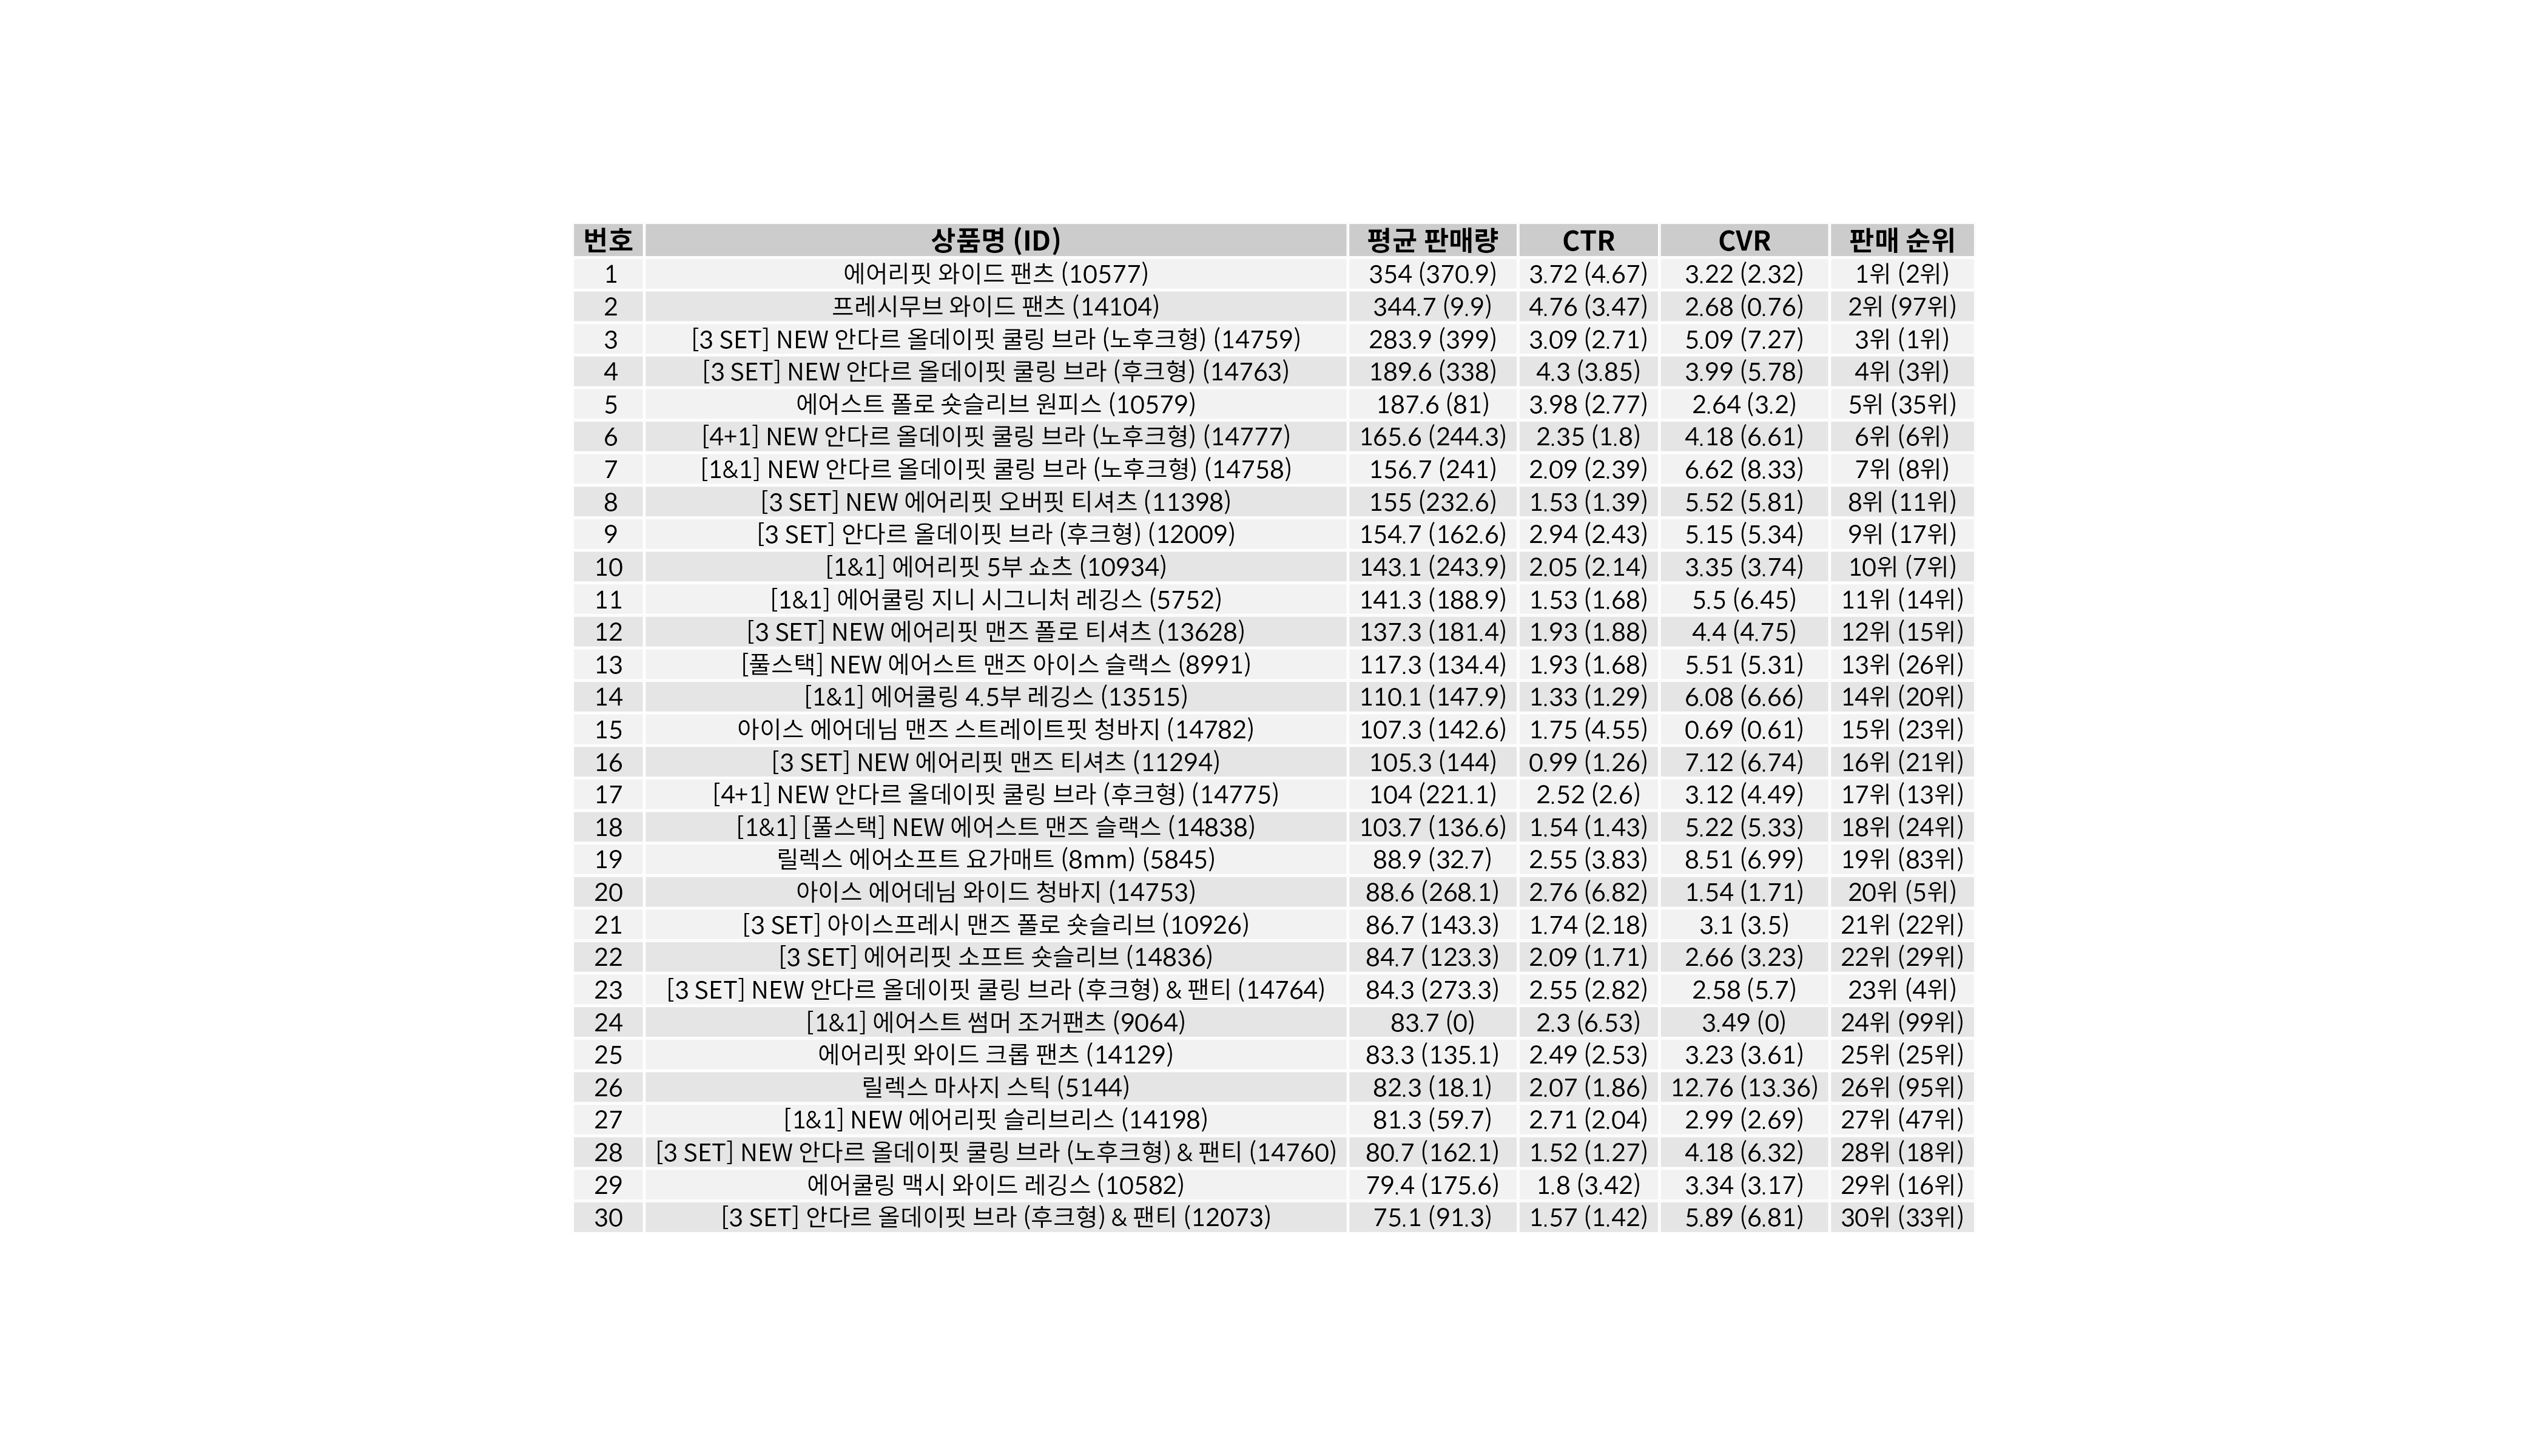 번호 상품명 (ID) 평균 판매량 CTR CVR 판매 순위
1 에어리핏 와이드 팬츠 (10577) 354 (370.9) 3.72 (4.67) 3.22 (2.32) 1위 (2위)
2 프레시무브 와이드 팬츠 (14104) 344.7 (9.9) 4.76 (3.47) 2.68 (0.76) 2위 (97위)
3 [3 SET] NEW 안다르 올데이핏 쿨링 브라 (노후크형) (14759) 283.9 (399) 3.09 (2.71) 5.09 (7.27) 3위 (1위)
4 [3 SET] NEW 안다르 올데이핏 쿨링 브라 (후크형) (14763) 189.6 (338) 4.3 (3.85) 3.99 (5.78) 4위 (3위)
5 에어스트 폴로 숏슬리브 원피스 (10579) 187.6 (81) 3.98 (2.77) 2.64 (3.2) 5위 (35위)
6 [4+1] NEW 안다르 올데이핏 쿨링 브라 (노후크형) (14777) 165.6 (244.3) 2.35 (1.8) 4.18 (6.61) 6위 (6위)
7 [1&1] NEW 안다르 올데이핏 쿨링 브라 (노후크형) (14758) 156.7 (241) 2.09 (2.39) 6.62 (8.33) 7위 (8위)
8 [3 SET] NEW 에어리핏 오버핏 티셔츠 (11398) 155 (232.6) 1.53 (1.39) 5.52 (5.81) 8위 (11위)
9 [3 SET] 안다르 올데이핏 브라 (후크형) (12009) 154.7 (162.6) 2.94 (2.43) 5.15 (5.34) 9위 (17위)
10 [1&1] 에어리핏 5부 쇼츠 (10934) 143.1 (243.9) 2.05 (2.14) 3.35 (3.74) 10위 (7위)
11 [1&1] 에어쿨링 지니 시그니처 레깅스 (5752) 141.3 (188.9) 1.53 (1.68) 5.5 (6.45) 11위 (14위)
12 [3 SET] NEW 에어리핏 맨즈 폴로 티셔츠 (13628) 137.3 (181.4) 1.93 (1.88) 4.4 (4.75) 12위 (15위)
13 [풀스택] NEW 에어스트 맨즈 아이스 슬랙스 (8991) 117.3 (134.4) 1.93 (1.68) 5.51 (5.31) 13위 (26위)
14 [1&1] 에어쿨링 4.5부 레깅스 (13515) 110.1 (147.9) 1.33 (1.29) 6.08 (6.66) 14위 (20위)
15 아이스 에어데님 맨즈 스트레이트핏 청바지 (14782) 107.3 (142.6) 1.75 (4.55) 0.69 (0.61) 15위 (23위)
16 [3 SET] NEW 에어리핏 맨즈 티셔츠 (11294) 105.3 (144) 0.99 (1.26) 7.12 (6.74) 16위 (21위)
17 [4+1] NEW 안다르 올데이핏 쿨링 브라 (후크형) (14775) 104 (221.1) 2.52 (2.6) 3.12 (4.49) 17위 (13위)
18 [1&1] [풀스택] NEW 에어스트 맨즈 슬랙스 (14838) 103.7 (136.6) 1.54 (1.43) 5.22 (5.33) 18위 (24위)
19 릴렉스 에어소프트 요가매트 (8mm) (5845) 88.9 (32.7) 2.55 (3.83) 8.51 (6.99) 19위 (83위)
20 아이스 에어데님 와이드 청바지 (14753) 88.6 (268.1) 2.76 (6.82) 1.54 (1.71) 20위 (5위)
21 [3 SET] 아이스프레시 맨즈 폴로 숏슬리브 (10926) 86.7 (143.3) 1.74 (2.18) 3.1 (3.5) 21위 (22위)
22 [3 SET] 에어리핏 소프트 숏슬리브 (14836) 84.7 (123.3) 2.09 (1.71) 2.66 (3.23) 22위 (29위)
23 [3 SET] NEW 안다르 올데이핏 쿨링 브라 (후크형) & 팬티 (14764) 84.3 (273.3) 2.55 (2.82) 2.58 (5.7) 23위 (4위)
24 [1&1] 에어스트 썸머 조거팬츠 (9064) 83.7 (0) 2.3 (6.53) 3.49 (0) 24위 (99위)
25 에어리핏 와이드 크롭 팬츠 (14129) 83.3 (135.1) 2.49 (2.53) 3.23 (3.61) 25위 (25위)
26 릴렉스 마사지 스틱 (5144) 82.3 (18.1) 2.07 (1.86) 12.76 (13.36) 26위 (95위)
27 [1&1] NEW 에어리핏 슬리브리스 (14198) 81.3 (59.7) 2.71 (2.04) 2.99 (2.69) 27위 (47위)
28 [3 SET] NEW 안다르 올데이핏 쿨링 브라 (노후크형) & 팬티 (14760) 80.7 (162.1) 1.52 (1.27) 4.18 (6.32) 28위 (18위)
29 에어쿨링 맥시 와이드 레깅스 (10582) 79.4 (175.6) 1.8 (3.42) 3.34 (3.17) 29위 (16위)
30 [3 SET] 안다르 올데이핏 브라 (후크형) & 팬티 (12073) 75.1 (91.3) 1.57 (1.42) 5.89 (6.81) 30위 (33위)